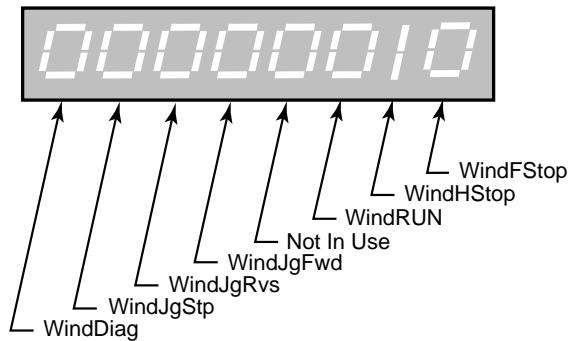 00000010
WindFStop
WindHStop
WindRUN
Not In Use
WindJgFwd
WindJgRvs
WindJgStp
WindDiag